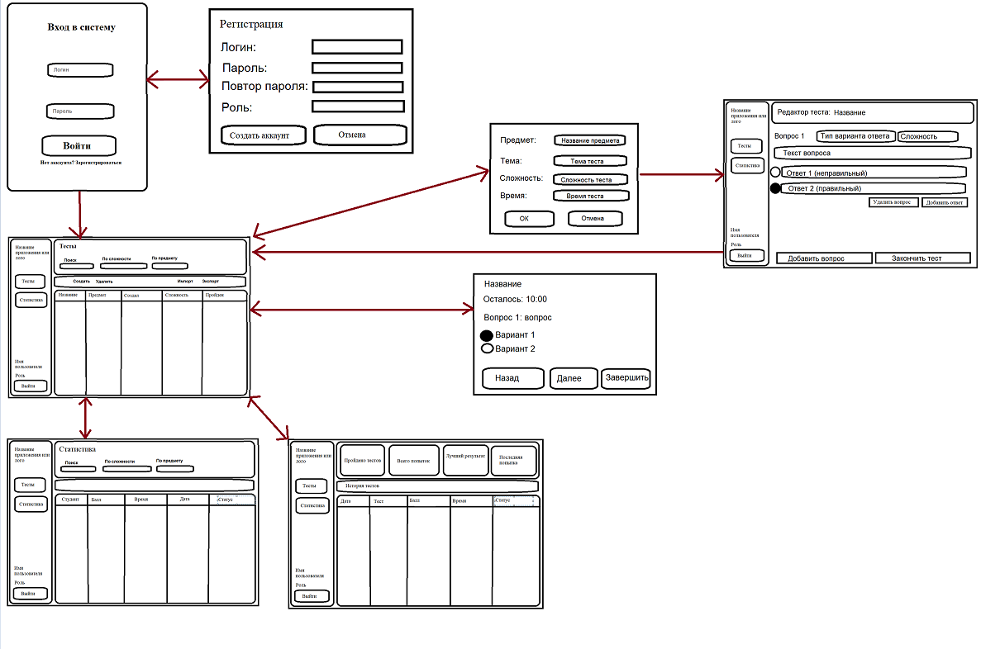 Вход в систему
Логин
Пароль
Войти
Нет аккаунта? Зарегистрироваться
Регистрация
Логин:
Пароль:
Повтор пароля:
Роль:
Создать аккаунт
Отмена
Предмет:
Название предмета
Тема:
Тема теста
Сложность:
Сложность теста
Время:
Время теста
ОК
Отмена
Название
приложения или
лого
Тесты
Статистика
Имя
пользователя
Роль
Выйти
Редактор теста: Название
Вопрос 1
Тип варианта ответа
Сложность
Текст вопроса
Ответ 1 (неправильный)
Ответ 2 (правильный)
Удалить вопрос
Добавить ответ
Добавить вопрос
Закончить тест
Название
приложения или
лого
Тесты
Статистика
Имя
пользователя
Роль
Выйти
Тесты
Поиск
По сложности
По предмету
Создать
Удалить
Импорт
Экспорт
Название
Предмет
Создал
Сложность
Пройден
Название
Осталось: 10:00
Вопрос 1: вопрос
Вариант 1
Вариант 2
Назад
Далее
Завершить
Название
приложения или
лого
Тесты
Статистика
Имя
пользователя
Роль
Выйти
Статистика
Поиск
По сложности
По предмету
Студент
Балл
Время
Дата
Статус
Название
приложения или
лого
Тесты
Статистика
Имя
пользователя
Роль
Выйти
Пройдено тестов
Всего попыток
Лучший результат
Последняя
попытка
История тестов
Дата
Тест
Балл
Время
Статус